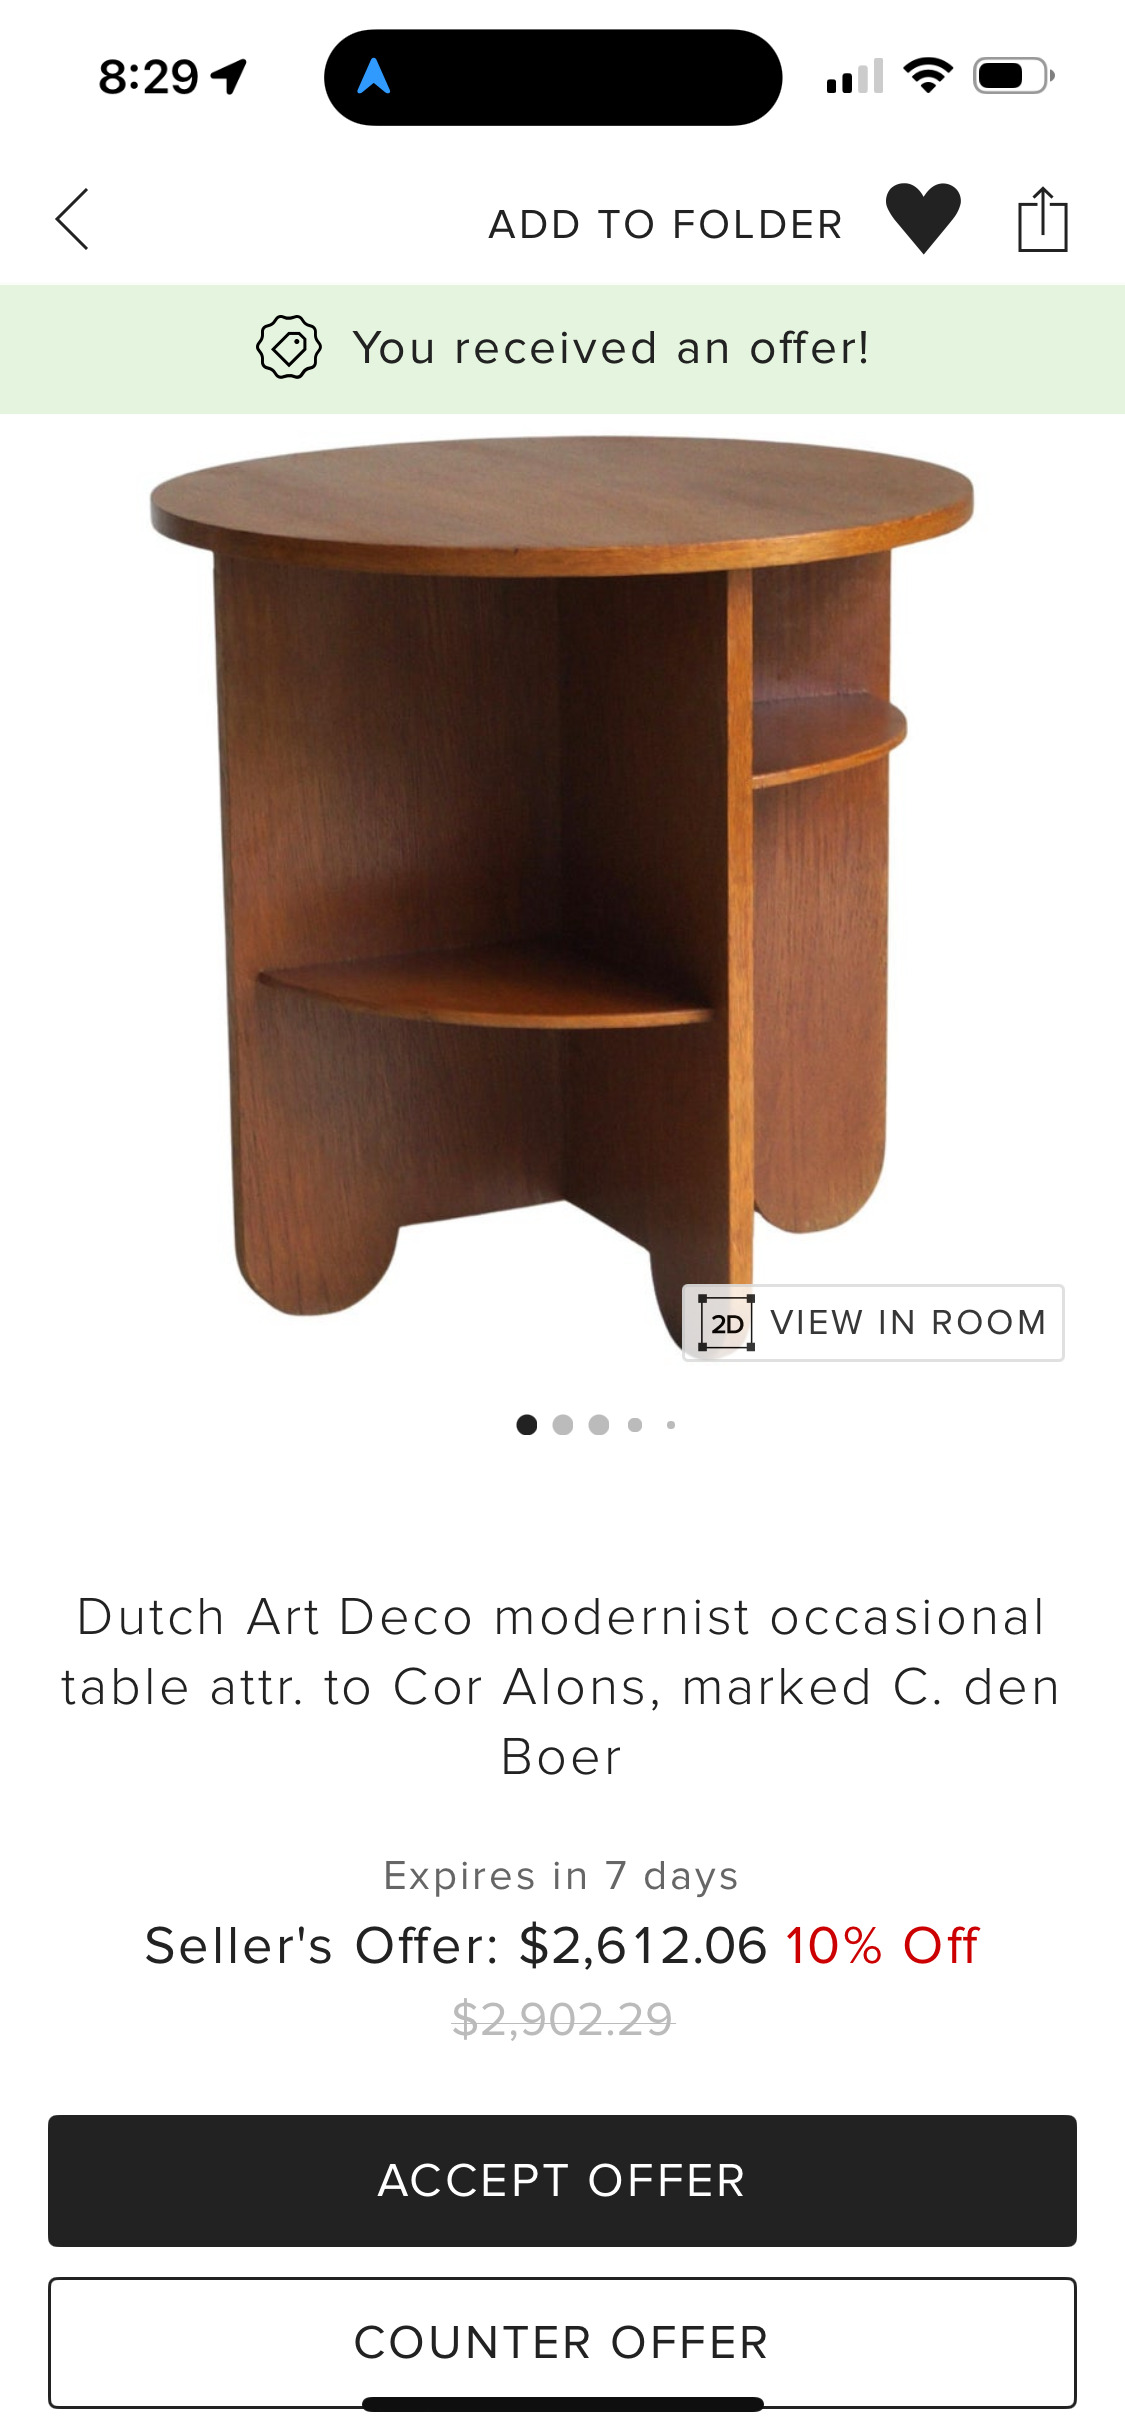 8:29
ADD TO FOLDER
You received an offer!
2D VIEW IN ROOM
Dutch Art Deco modernist occasional
table attr. to Cor Alons, marked C. den
Boer
Expires in 7 days
Seller's Offer: $2,612.06 10% Off
$2,902.29
ACCEPT OFFER
COUNTER OFFER